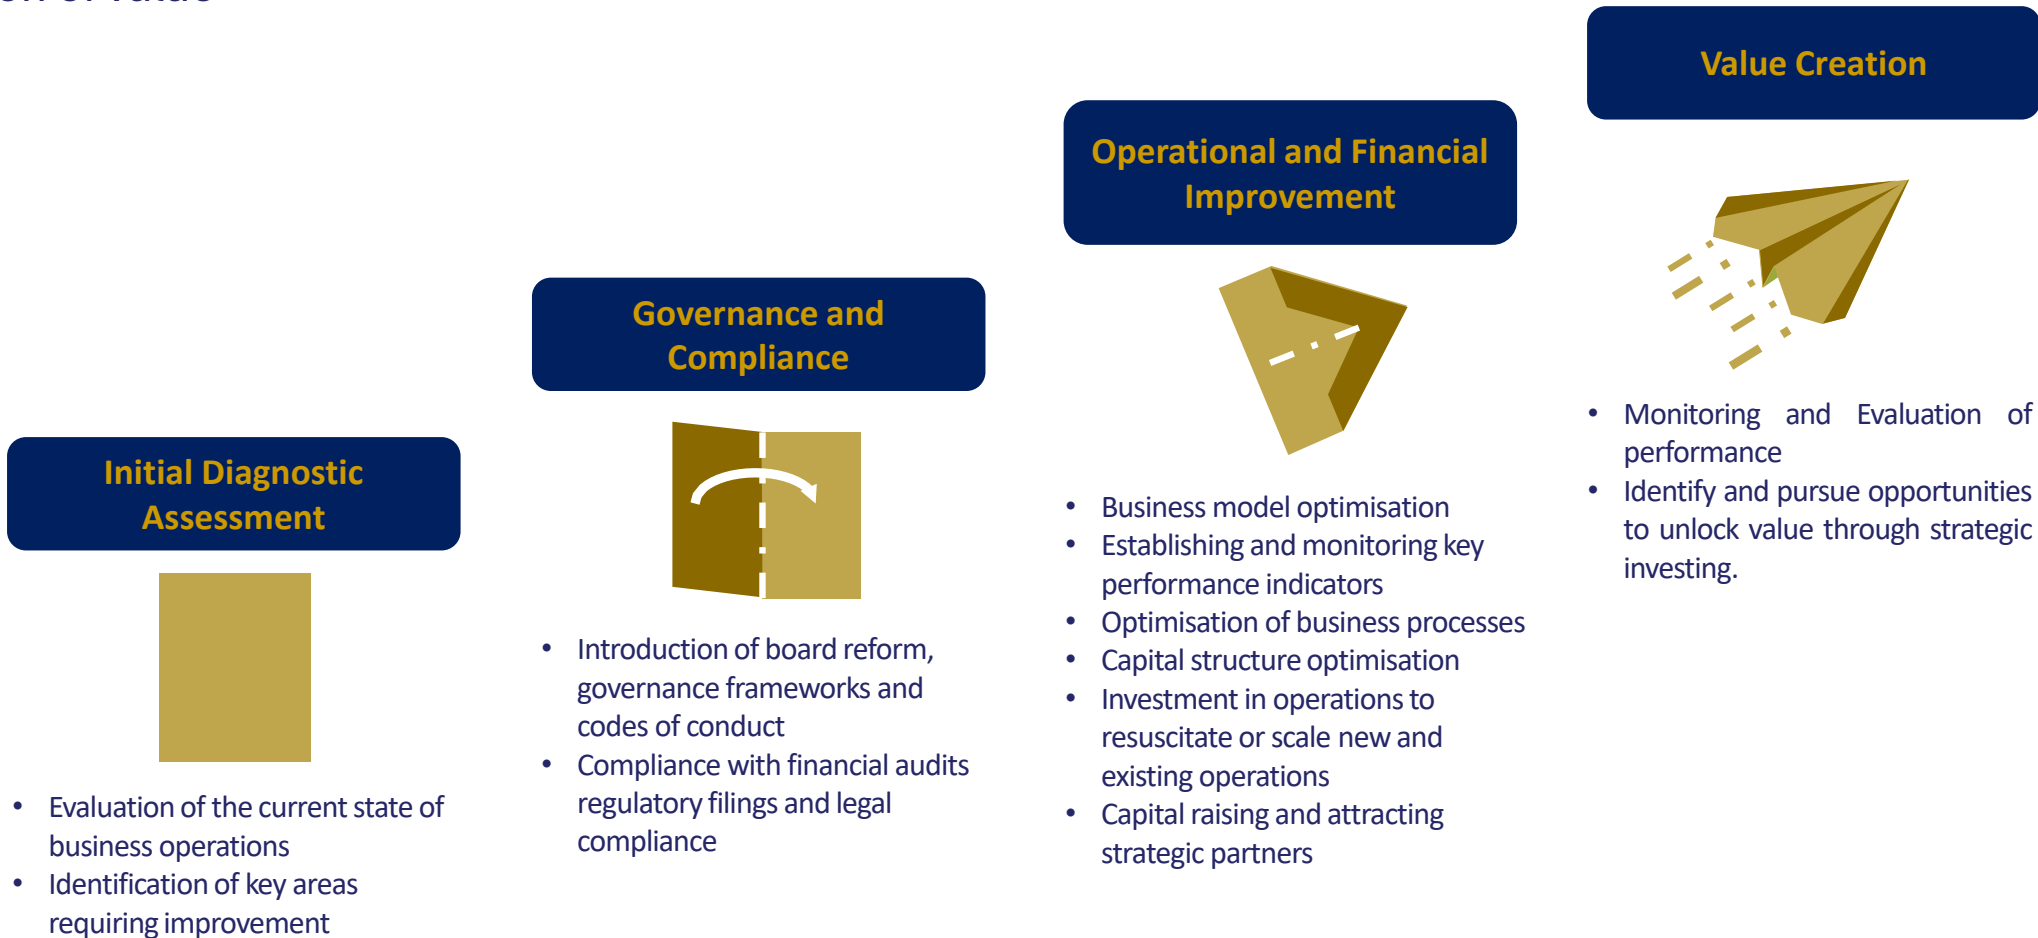 of value
Initial Diagnostic
Assessment
• Evaluation of the current state of
business operations
• Identification of key areas
requiring improvement
Governance and
Compliance
• Introduction of board reform,
governance frameworks and
codes of conduct
• Compliance with financial audits
regulatory filings and legal
compliance
Operational and Financial
Improvement
• Business model optimisation
• Establishing and monitoring key
performance indicators
• Optimisation of business processes
• Capital structure optimisation
• Investment in operations to
resuscitate or scale new and
existing operations
• Capital raising and attracting
strategic partners
Value Creation
• Monitoring and Evaluation of
performance
• Identify and pursue opportunities
to unlock value through strategic
investing.